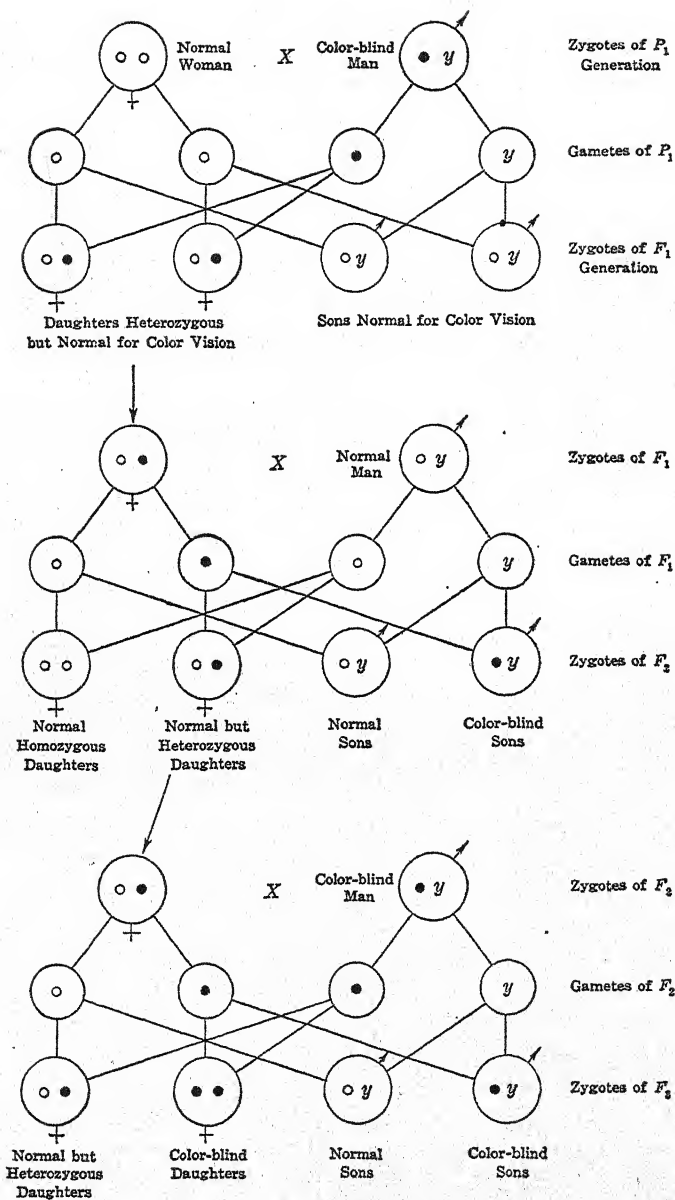 Normal
Woman
X
Color-blind
Man
y
Zygotes of P₁
Generation
y
Gametes of P₁
y
y
Zygotes of F₁
Generation
Daughters Heterozygous
but Normal for Color Vision
Sons Normal for Color Vision
X
Normal
Man
y
Zygotes of F₁
y
Gametes of F₁
y
y
Zygotes of F₂
Normal
Homozygous
Daughters
Normal but
Heterozygous
Daughters
Normal
Sons
Color-blind
Sons
X
Color-blind
Man
y
Zygotes of F₂
y
Gametes of F₂
y
y
Zygotes of F₃
Normal but
Heterozygous
Daughters
Color-blind
Daughters
Normal
Sons
Color-blind
Sons